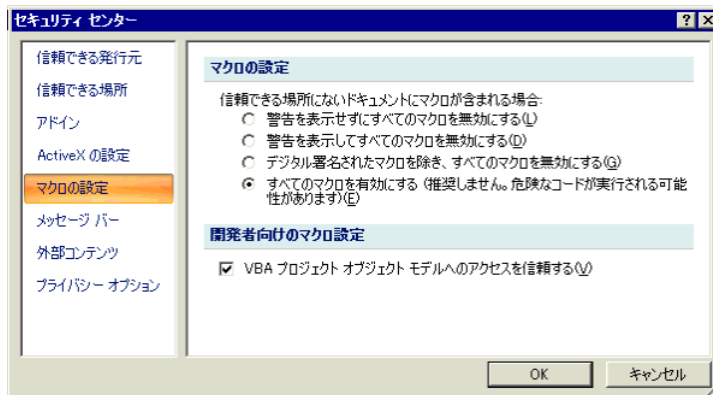 セキュリティ センター
信頼できる発行元
信頼できる場所
アドイン
ActiveX の設定
マクロの設定
メッセージ バー
外部コンテンツ
プライバシー オプション
マクロの設定
信頼できる場所にないドキュメントにマクロが含まれる場合:
警告を表示せずにすべてのマクロを無効にする(L)
警告を表示してすべてのマクロを無効にする(D)
デジタル署名されたマクロを除き、すべてのマクロを無効にする(G)
すべてのマクロを有効にする (推奨しません。危険なコードが実行される可能
性があります)(E)
開発者向けのマクロ設定
VBA プロジェクト オブジェクト モデルへのアクセスを信頼する(V)
OK
キャンセル